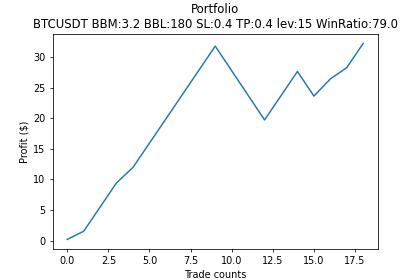 Portfolio
BTCUSDT BBM:3.2 BBL:180 SL:0.4 TP:0.4 lev:15 WinRatio:79.0
30
25
20
15
10
5
0
Profit ($)
0.0 2.5 5.0 7.5 10.0 12.5 15.0 17.5
Trade counts